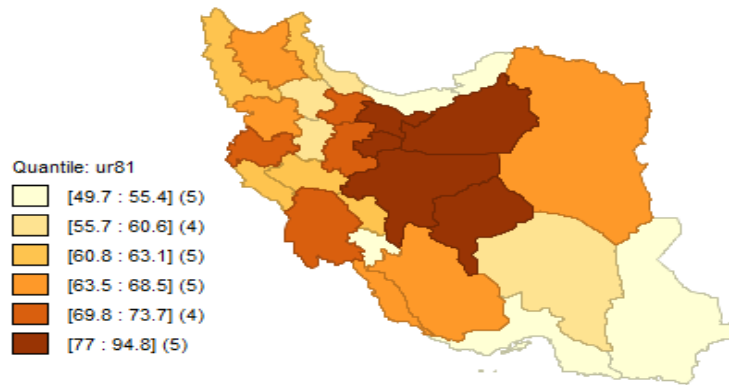 Quantile: ur81
[49.7 : 55.4] (5)
[55.7 : 60.6] (4)
[60.8 : 63.1] (5)
[63.5 : 68.5] (5)
[69.8 : 73.7] (4)
[77 : 94.8] (5)